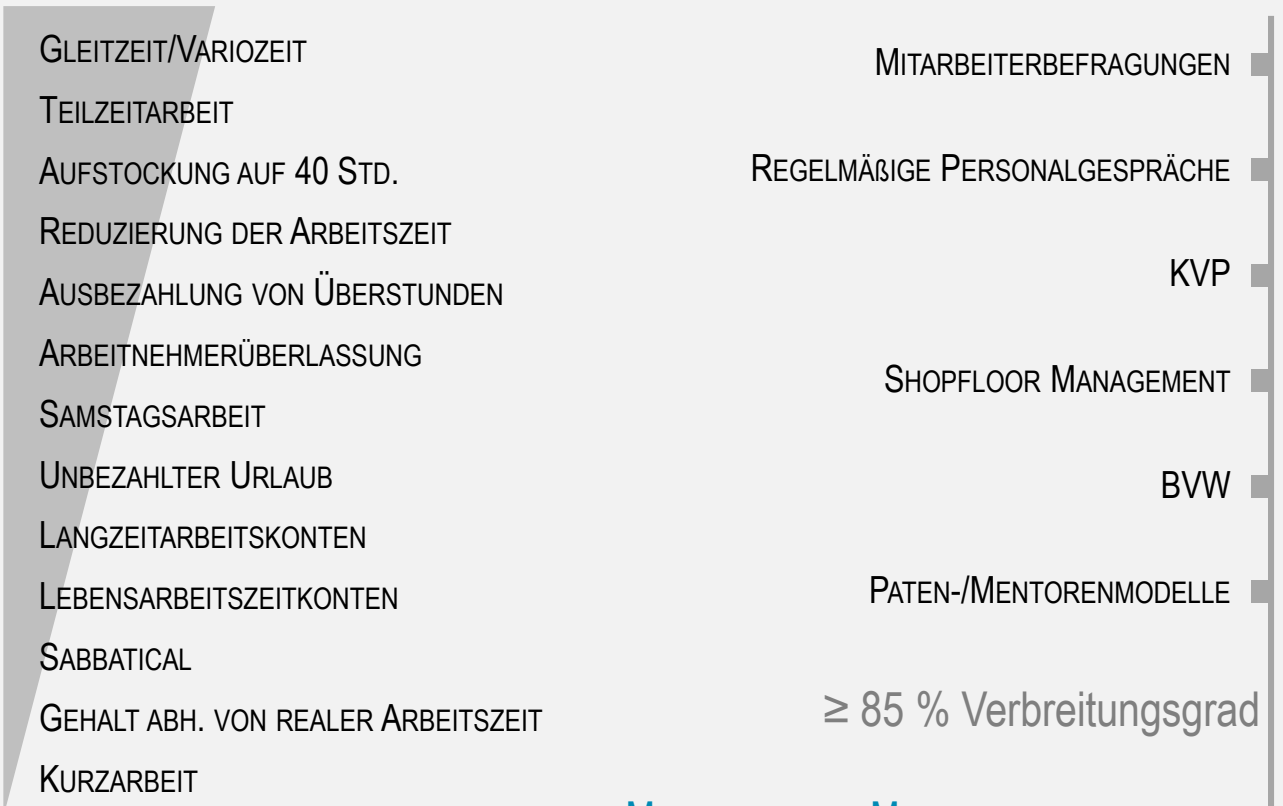 GLEITZEIT/VARIOZEIT
TEILZEITARBEIT
AUFSTOCKUNG AUF 40 STD.
REDUZIERUNG DER ARBEITSZEIT
AUSBEZAHLUNG VON ÜBERSTUNDEN
ARBEITNEHMERÜBERLASSUNG
SAMSTAGSARBEIT
UNBEZAHLTER URLAUB
LANGZEITARBEITSKONTEN
LEBENSARBEITSZEITKONTEN
SABBATICAL
GEHALT ABH. VON REALER ARBEITSZEIT
KURZARBEIT
MITARBEITERBEFRAGUNGEN
REGELMÄßIGE PERSONALGESPRÄCHE
KVP
SHOPFLOOR MANAGEMENT
BVW
PATEN-/MENTORENMODELLE
≥ 85 % Verbreitungsgrad